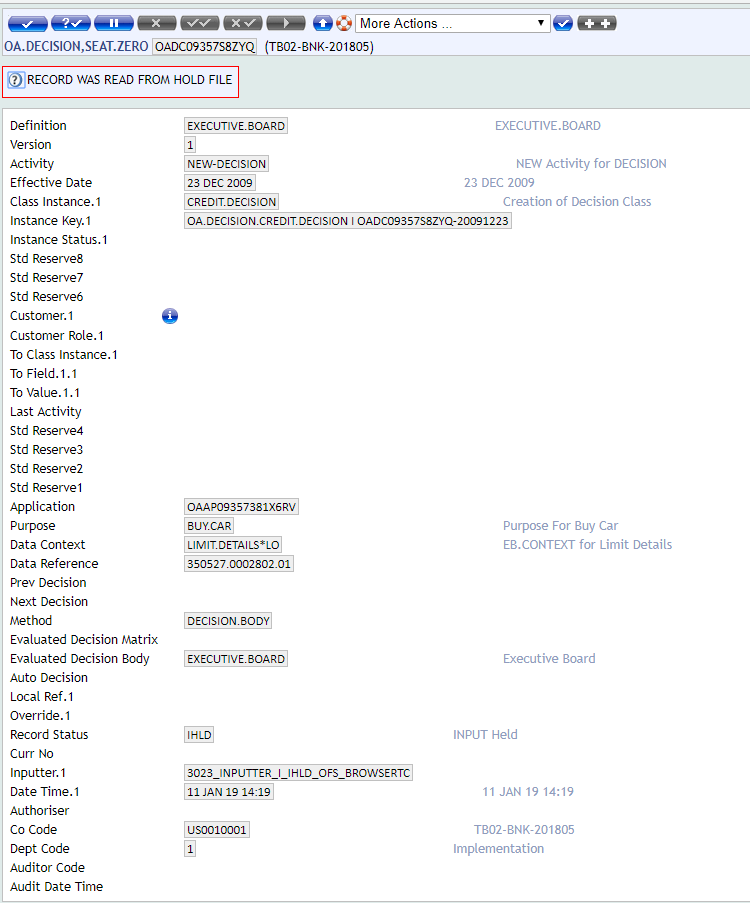 More Actions ...
OA.DECISION,SEAT.ZERO OADC09357S8ZYQ (TB02-BNK-201805)
RECORD WAS READ FROM HOLD FILE
Definition EXECUTIVE.BOARD EXECUTIVE.BOARD
Version 1
Activity NEW-DECISION NEW Activity for DECISION
Effective Date 23 DEC 2009 23 DEC 2009
Class Instance.1 CREDIT.DECISION Creation of Decision Class
Instance Key.1 OA.DECISION.CREDIT.DECISION I OADC09357S8ZYQ-20091223
Instance Status.1
Std Reserve8
Std Reserve7
Std Reserve6
Customer.1
Customer Role.1
To Class Instance.1
To Field.1.1
To Value.1.1
Last Activity
Std Reserve4
Std Reserve3
Std Reserve2
Std Reserve1
Application OAAP09357381X6RV
Purpose BUY.CAR Purpose For Buy Car
Data Context LIMIT.DETAILS*LO EB.CONTEXT for Limit Details
Data Reference 350527.0002802.01
Prev Decision
Next Decision
Method DECISION.BODY
Evaluated Decision Matrix
Evaluated Decision Body EXECUTIVE.BOARD Executive Board
Auto Decision
Local Ref.1
Override.1
Record Status IHLD INPUT Held
Curr No
Inputter.1 3023_INPUTTER_I_IHLD_OFS_BROWSERTC
Date Time.1 11 JAN 19 14:19 11 JAN 19 14:19
Authoriser
Co Code US0010001 TB02-BNK-201805
Dept Code 1 Implementation
Auditor Code
Audit Date Time